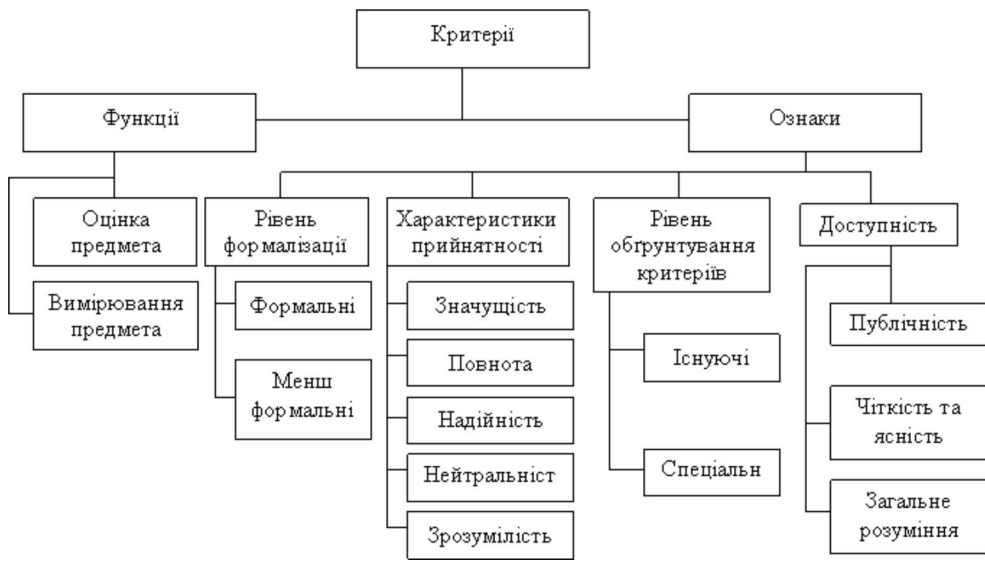 Критерії
Функції
Ознаки
Оцінка
предмета
Вимірювання
предмета
Рівень
формалізації
Формальні
Менш
формальні
Характеристики
прийнятності
Значущість
Повнота
Надійність
Нейтральніст
Зрозумілість
Рівень
обґрунтування
критеріїв
Існуючі
Спеціальн
Доступність
Публічність
Чіткість та
ясність
Загальне
розуміння